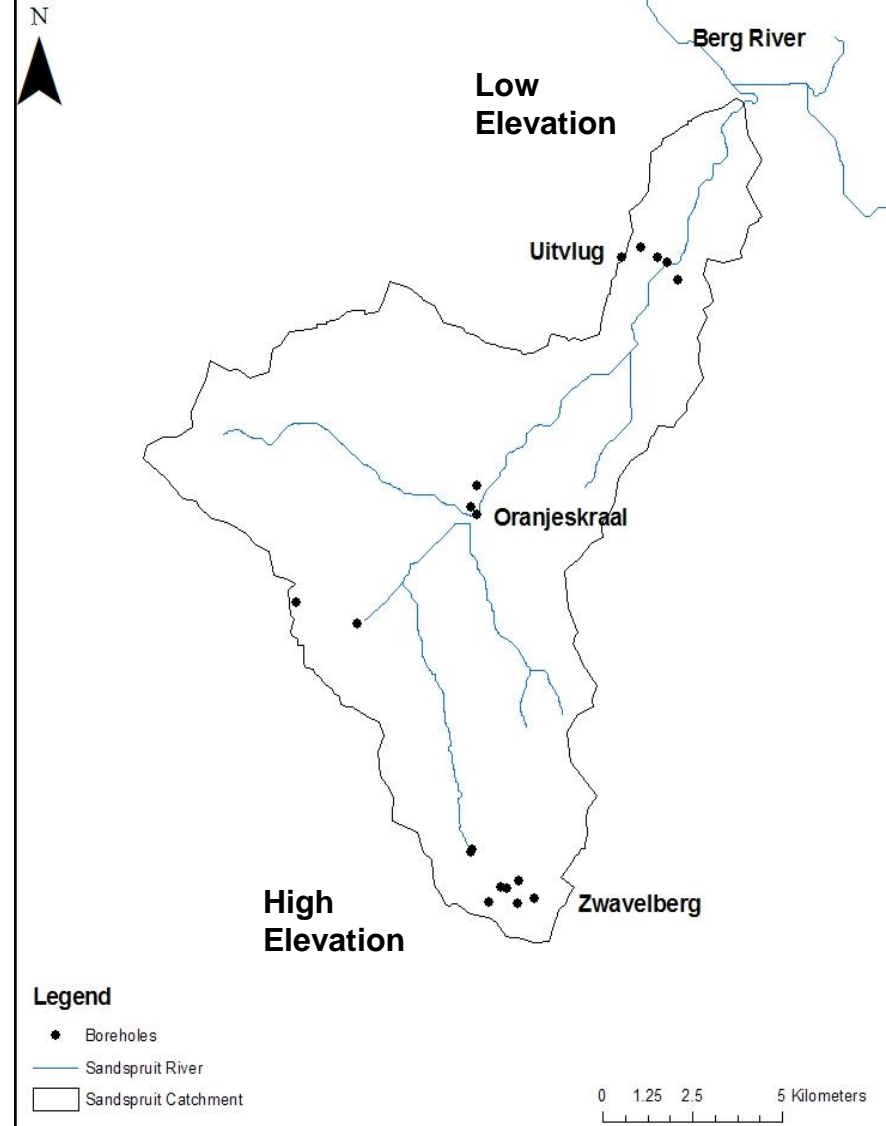 N
Berg River
Low
Elevation
Uitvlug
Oranjeskraal
High
Elevation
Zwavelberg
Legend
Boreholes
Sandspruit River
Sandspruit Catchment
0 1.25 2.5 5 Kilometers